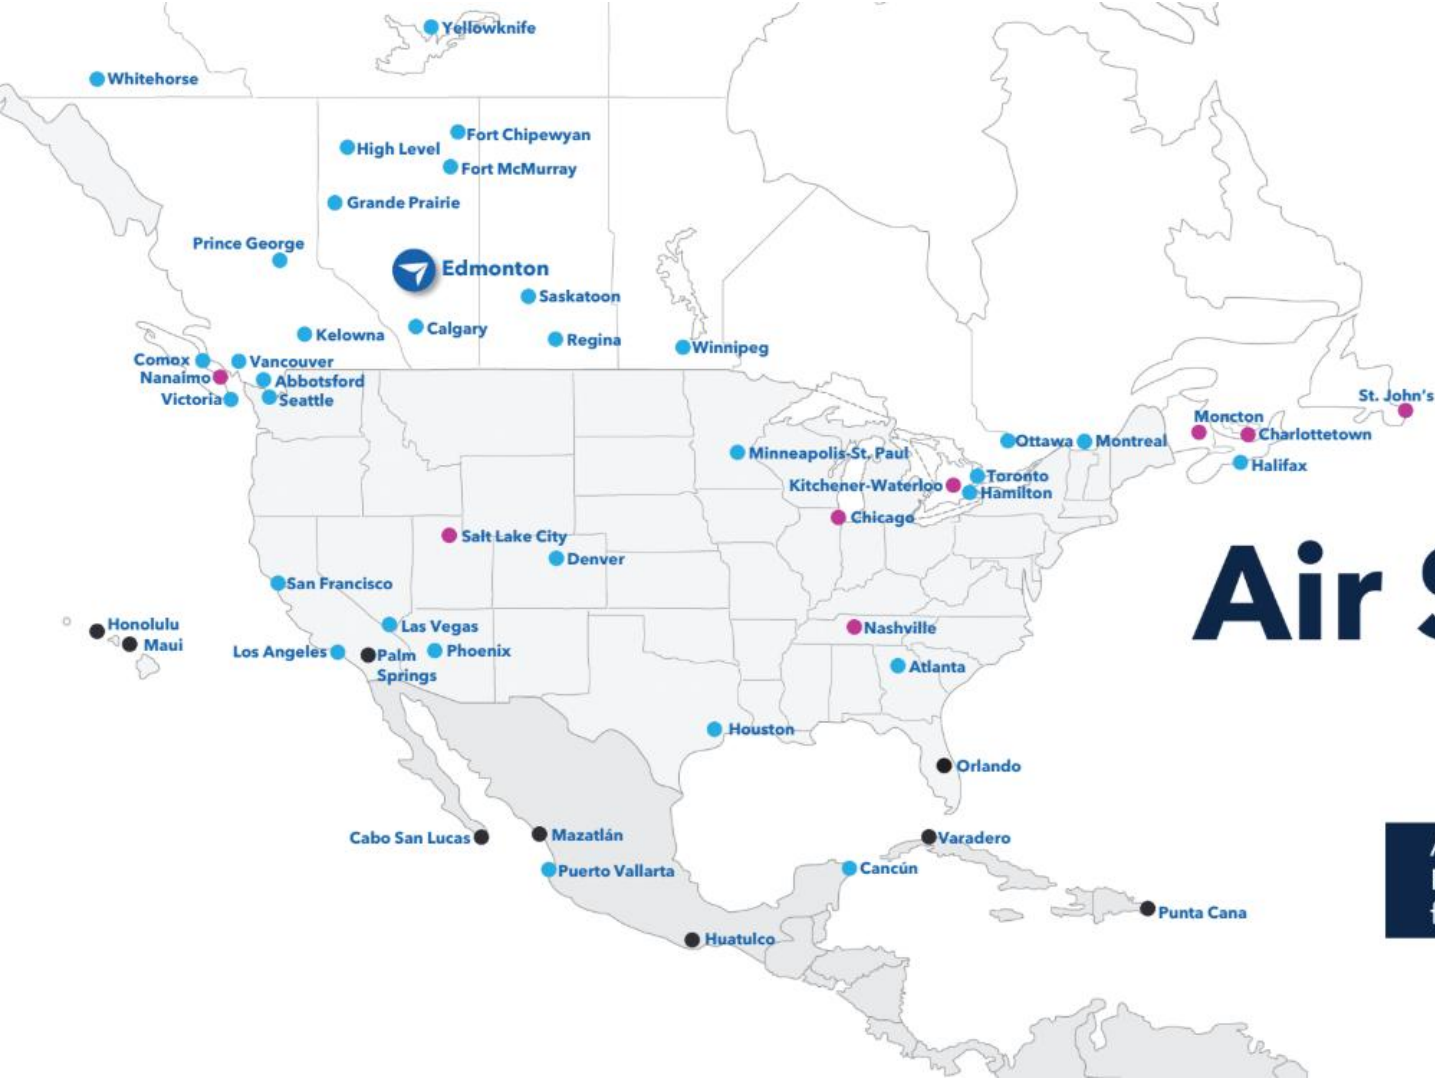 Yellowknife
Whitehorse
Fort Chipewyan
High Level
Fort McMurray
Grande Prairie
Prince George
Edmonton
Saskatoon
Calgary
Kelowna
Regina
Winnipeg
Comox
Vancouver
Nanaimo
Abbotsford
Victoria
Seattle
St. John's
Moncton
Charlottetown
Ottawa
Montreal
Minneapolis-St. Paul
Halifax
Toronto
Kitchener-Waterloo
Hamilton
Chicago
Salt Lake City
Denver
San Francisco
Air S
Honolulu
Maui
Las Vegas
Nashville
Los Angeles
Palm
Springs
Phoenix
Atlanta
Houston
Orlando
Cabo San Lucas
Mazatlán
Varadero
Puerto Vallarta
Cancún
Punta Cana
Huatulco